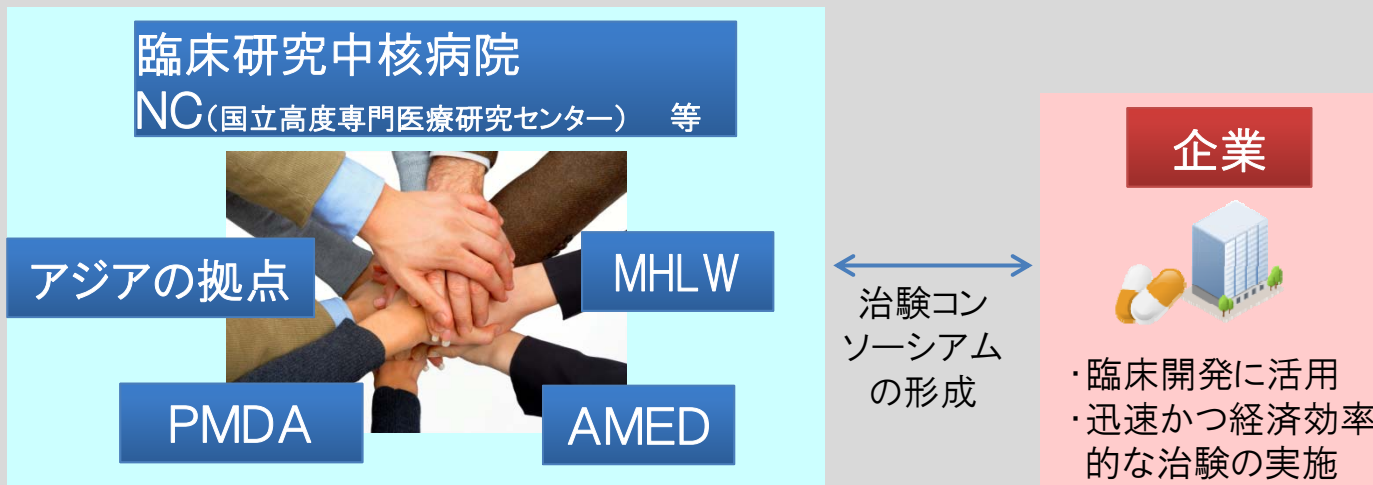 臨床研究中核病院
NC(国立高度専門医療研究センター) 等
アジアの拠点
MHLW
PMDA
AMED
治験コン
ソーシアム
の形成
企業
・臨床開発に活用
・迅速かつ経済効率
的な治験の実施